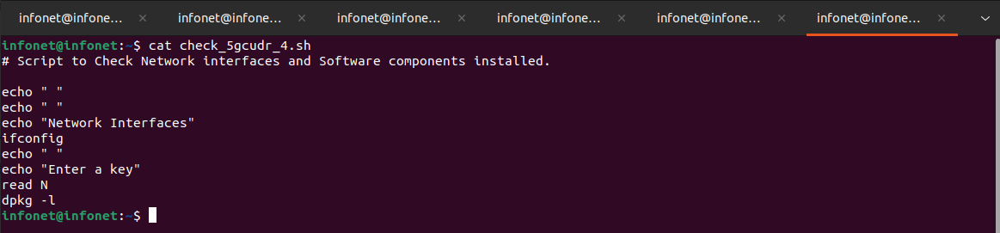 infonet@infone... × infonet@infone... × infonet@infone... × infonet@infone... × infonet@infone... × infonet@infone... ×
infonet@infonet:~$ cat check_5gcudr_4.sh
# Script to Check Network interfaces and Software components installed.
echo " "
echo " "
echo "Network Interfaces"
ifconfig
echo " "
echo "Enter a key"
read N
dpkg -l
infonet@infonet:~$